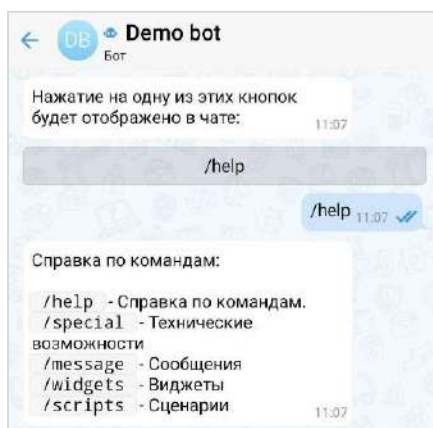 DB Demo bot
Бот
Нажатие на одну из этих кнопок
будет отображено в чате:
11:07
/help
/help 11:07
Справка по командам:
/help - Справка по командам.
/special - Технические
возможности
/message - Сообщения
/widgets - Виджеты
/scripts - Сценарии
11:07